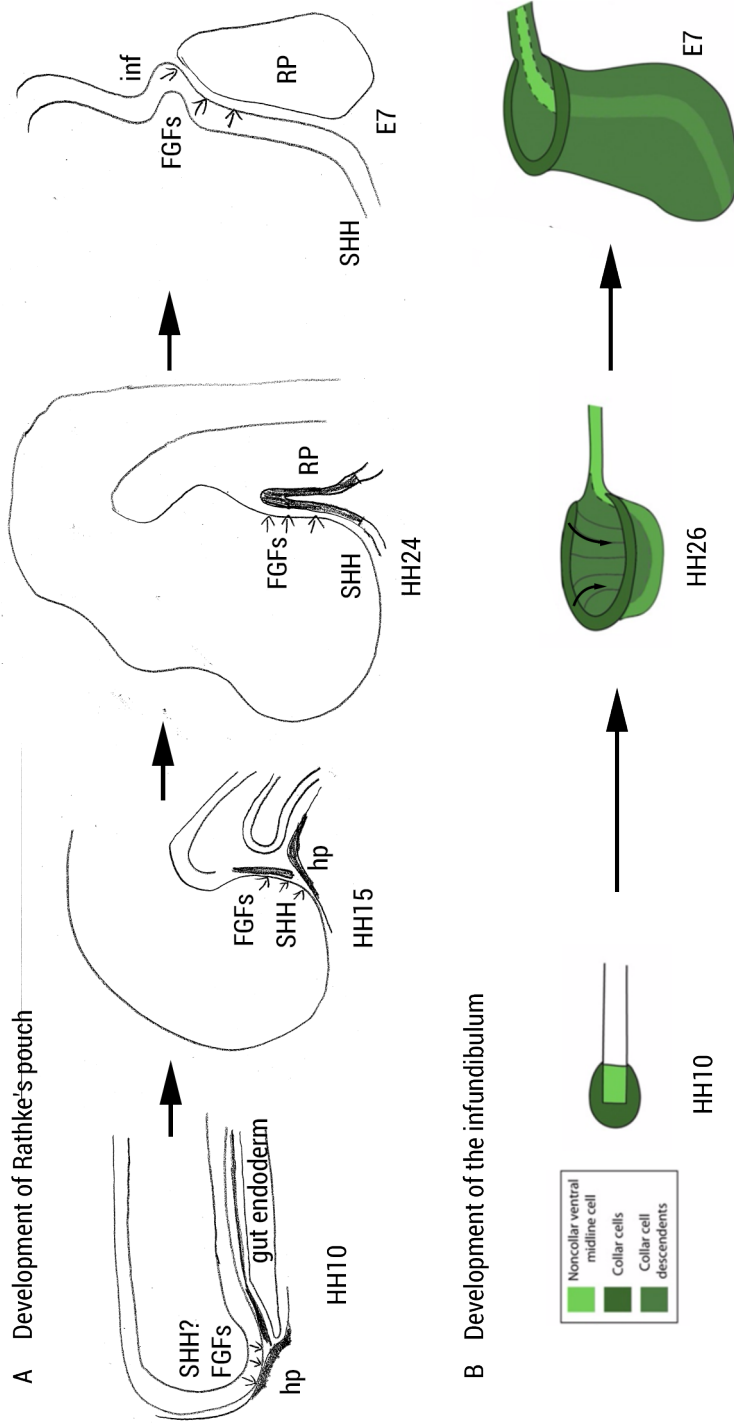 A Development of Rathke's pouch
SHH?
FGFs
hp
gut endoderm
HH10
FGFs
SHH
hp
HH15
FGFs
RP
SHH
HH24
inf
FGFs
RP
SHH
E7
B Development of the infundibulum
Noncollar ventral
midline cell
Collar cells
Collar cell
descendents
HH10
HH26
E7